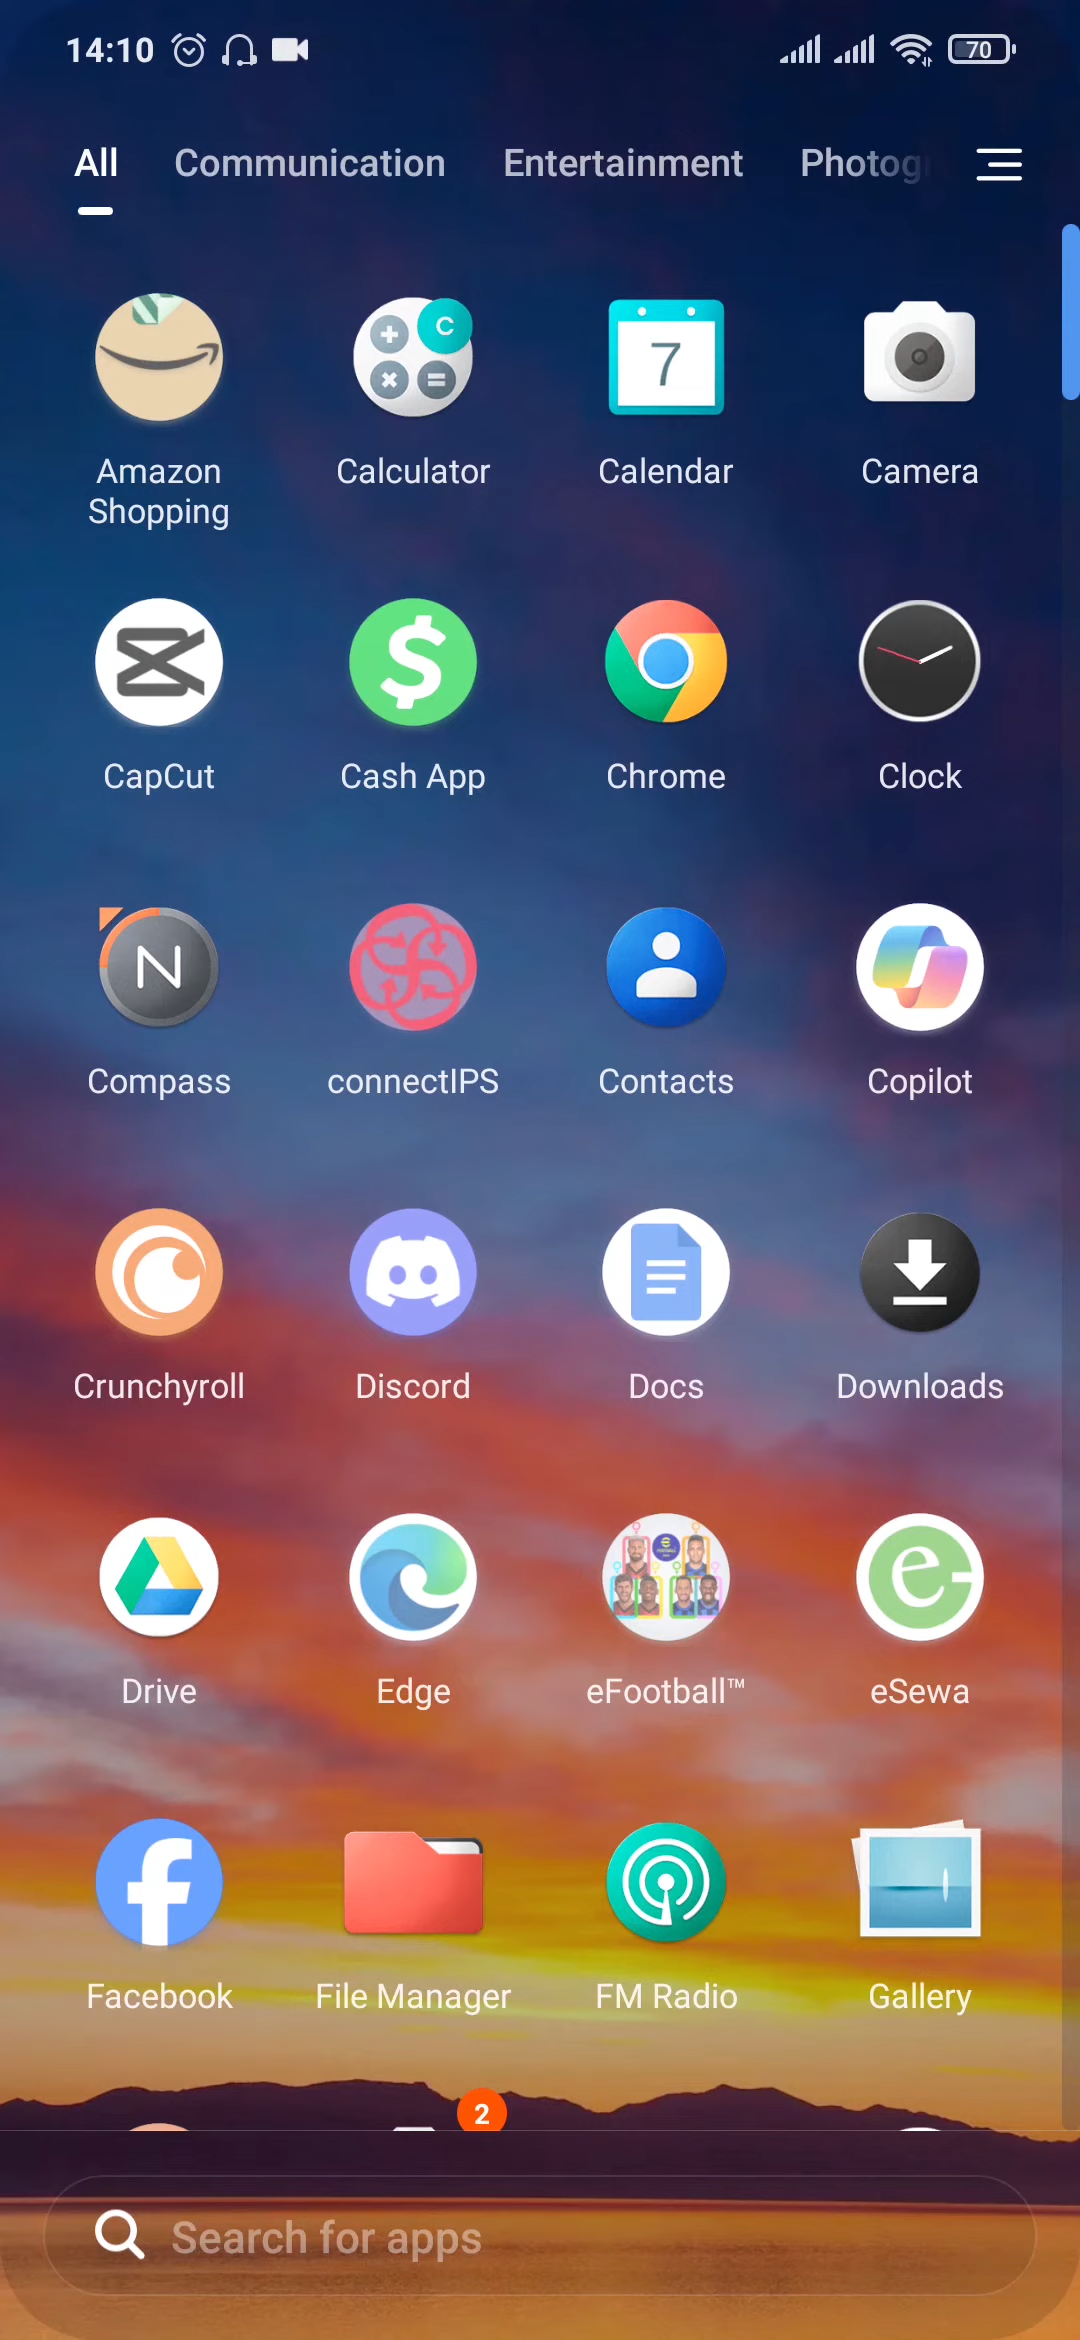 14:10 70
All Communication Entertainment Photog
C
7
Amazon Calculator Calendar Camera
Shopping
CapCut Cash App Chrome Clock
N
Compass connectIPS Contacts Copilot
Crunchyroll Discord Docs Downloads
Drive Edge eFootball™ eSewa
Facebook File Manager FM Radio Gallery
2
Search for apps